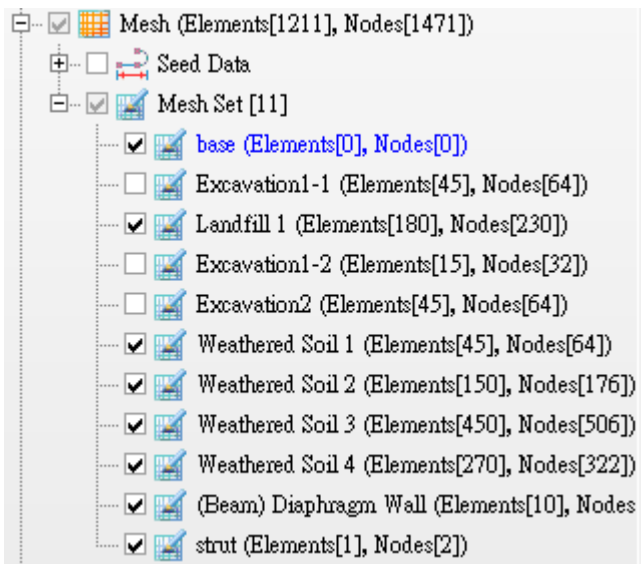 Mesh (Elements[1211], Nodes[1471])
Seed Data
Mesh Set [11]
base (Elements[0], Nodes[0])
Excavation1-1 (Elements[45], Nodes[64])
Landfill 1 (Elements[180], Nodes[230])
Excavation1-2 (Elements[15], Nodes[32])
Excavation2 (Elements[45], Nodes[64])
Weathered Soil 1 (Elements[45], Nodes[64])
Weathered Soil 2 (Elements[150], Nodes[176])
Weathered Soil 3 (Elements[450], Nodes[506])
Weathered Soil 4 (Elements[270], Nodes[322])
(Beam) Diaphragm Wall (Elements[10], Nodes
strut (Elements[1], Nodes[2])